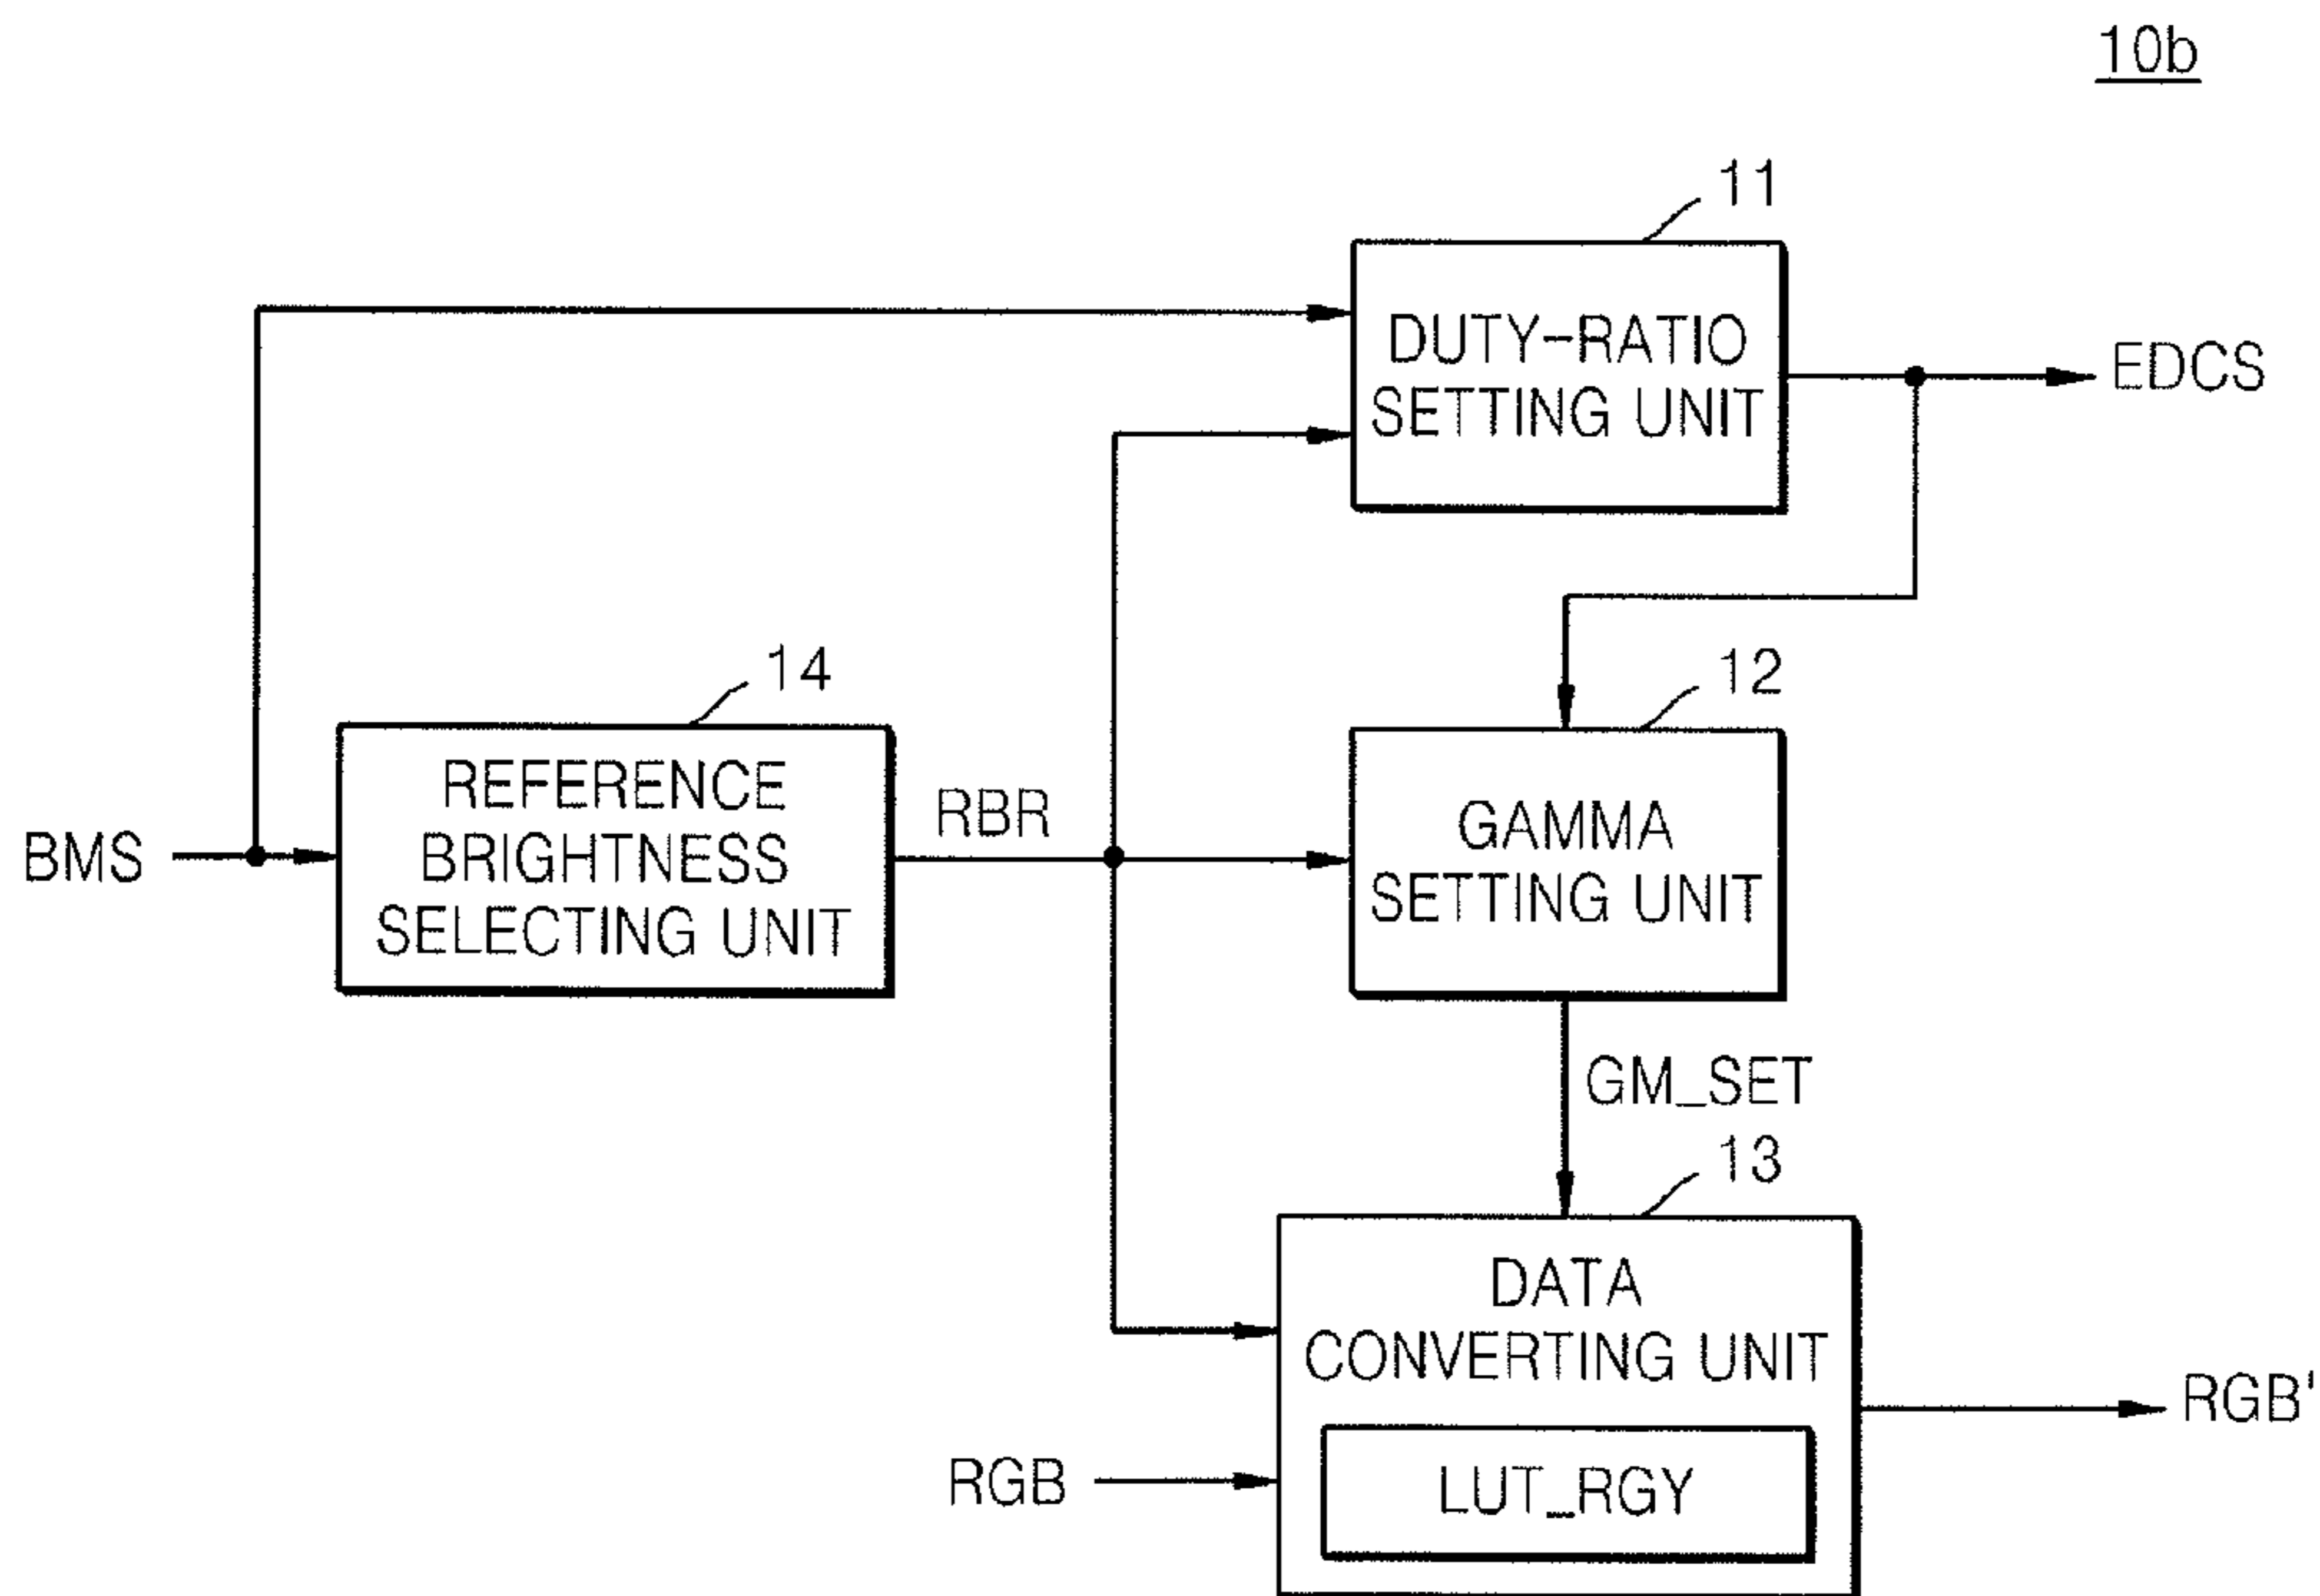 10b
11
DUTY-RATIO
SETTING UNIT
EDCS
14
12
REFERENCE
BRIGHTNESS
SELECTING UNIT
BMS
RBR
GAMMA
SETTING UNIT
GM_SET
13
DATA
CONVERTING UNIT
RGB'
RGB
LUT_RGY